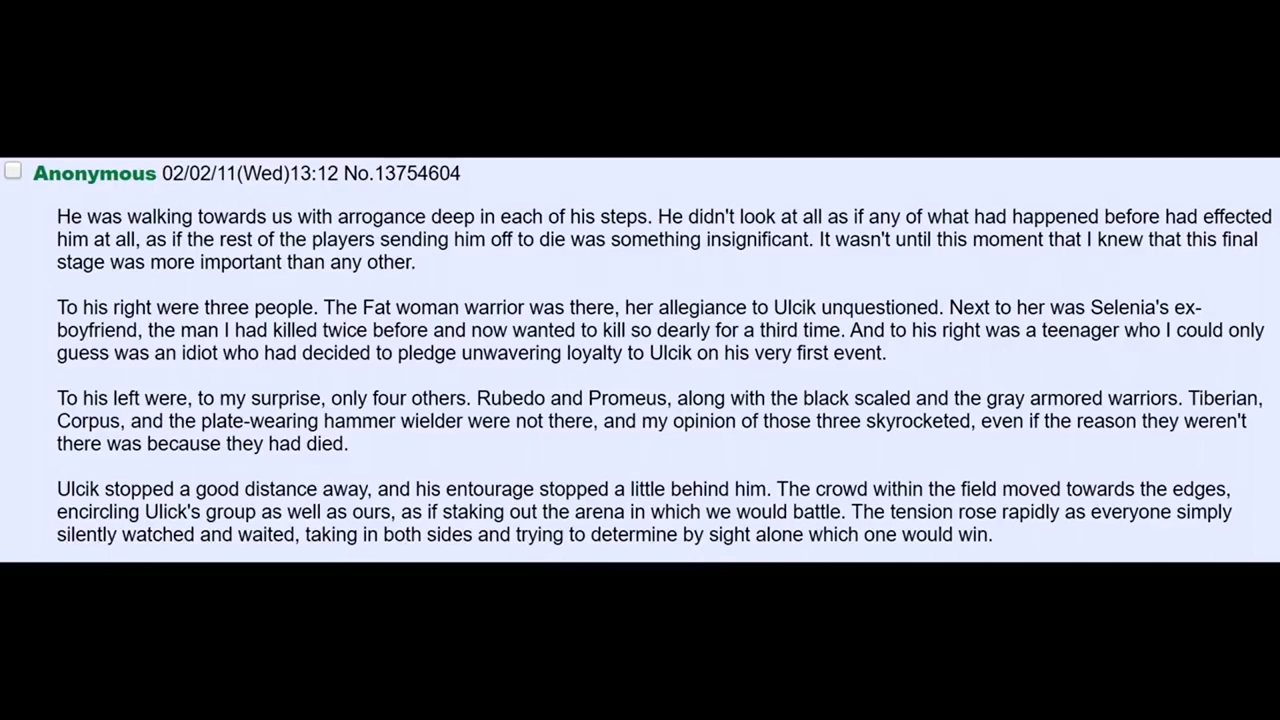 Anonymous 02/02/11(Wed)13:12 No.13754604
He was walking towards us with arrogance deep in each of his steps. He didn't look at all as if any of what had happened before had effected
him at all, as if the rest of the players sending him off to die was something insignificant. It wasn't until this moment that I knew that this final
stage was more important than any other.
To his right were three people. The Fat woman warrior was there, her allegiance to Ulcik unquestioned. Next to her was Selenia's ex-
boyfriend, the man I had killed twice before and now wanted to kill so dearly for a third time. And to his right was a teenager who I could only
guess was an idiot who had decided to pledge unwavering loyalty to Ulcik on his very first event.
To his left were, to my surprise, only four others. Rubedo and Promeus, along with the black scaled and the gray armored warriors. Tiberian,
Corpus, and the plate-wearing hammer wielder were not there, and my opinion of those three skyrocketed, even if the reason they weren't
there was because they had died.
Ulcik stopped a good distance away, and his entourage stopped a little behind him. The crowd within the field moved towards the edges,
encircling Ulick's group as well as ours, as if staking out the arena in which we would battle. The tension rose rapidly as everyone simply
silently watched and waited, taking in both sides and trying to determine by sight alone which one would win.